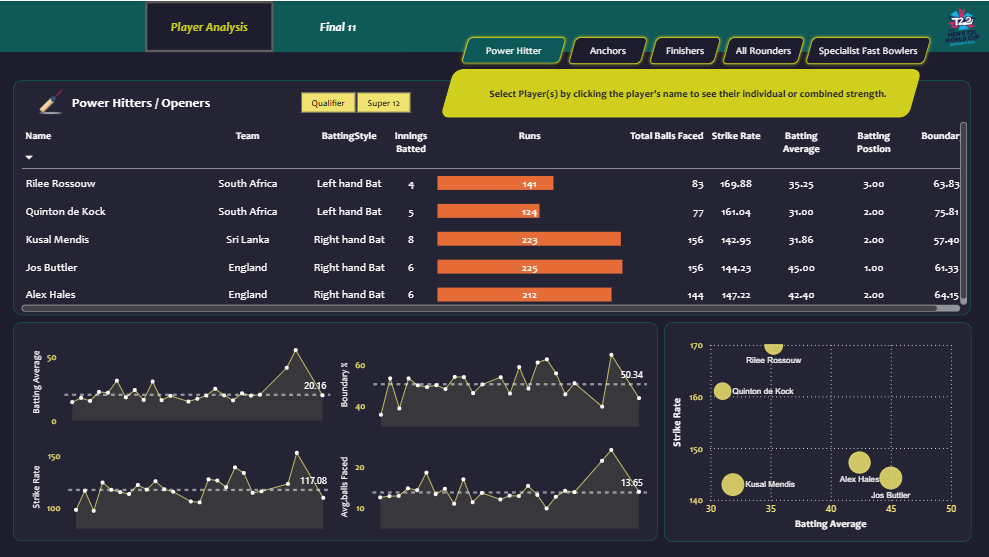 Player Analysis
Final 11
T20
MEN'S T20
WORLD CUP
Power Hitter
Anchors
Finishers
All Rounders
Specialist Fast Bowlers
Select Player(s) by clicking the player's name to see their individual or combined strength.
Power Hitters / Openers
Qualifier
Super 12
Name Team BattingStyle Innings Batted Runs Total Balls Faced Strike Rate Batting Average Batting Postion Boundar
Rilee Rossouw South Africa Left hand Bat 4 141 83 169.88 35.25 3.00 63.83
Quinton de Kock South Africa Left hand Bat 5 124 77 161.04 31.00 2.00 75.81
Kusal Mendis Sri Lanka Right hand Bat 8 223 156 142.95 31.86 2.00 57.40
Jos Buttler England Right hand Bat 6 225 156 144.23 45.00 1.00 61.33
Alex Hales England Right hand Bat 6 212 144 147.22 42.40 2.00 64.15
Batting Average
50
0
20.16
Boundary %
60
40
50.34
Strike Rate
150
100
117.08
Avg.balls Faced
20
10
13.65
Strike Rate
170
160
150
140
Rilee Rossouw
Quinton de Kock
Kusal Mendis
Alex Hales
Jos Buttler
30 35 40 45 50
Batting Average